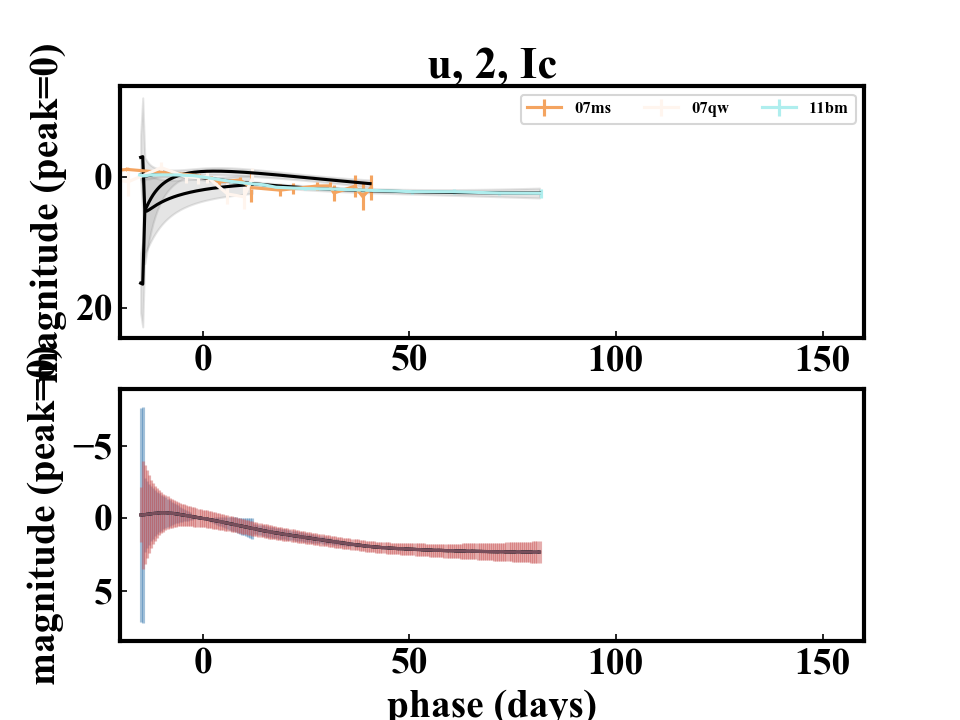 u, 2, Ic
magnitude (peak=0)
07ms 07qw 11bm
0
20
0 50 100 150
magnitude (peak=0)
−5
0
5
0 50 100 150
phase (days)